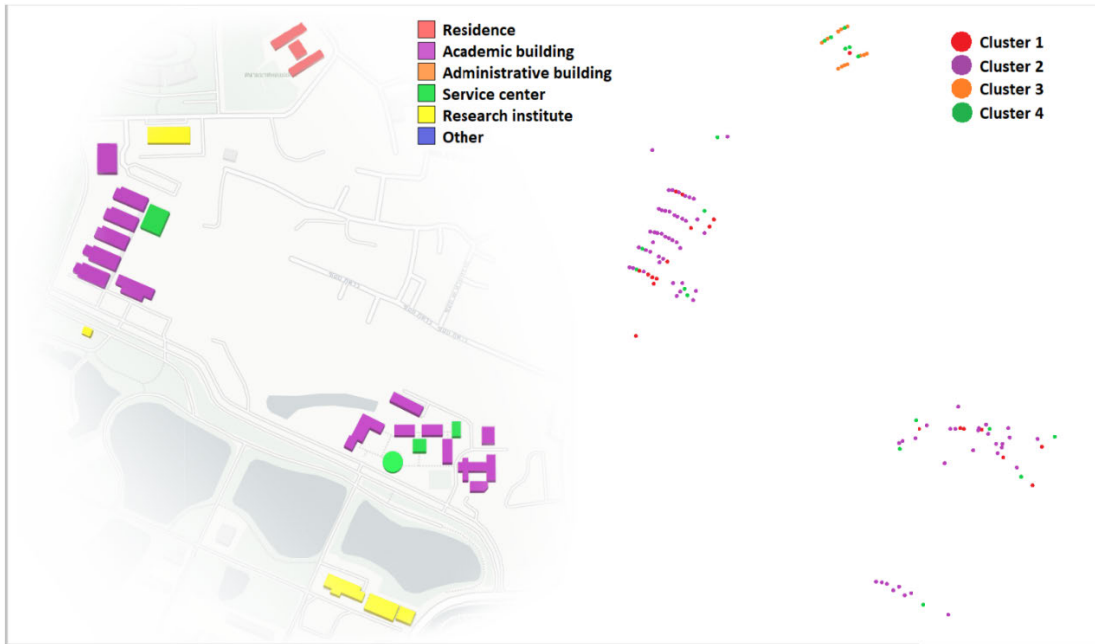 Residence
Academic building
Administrative building
Service center
Research institute
Other
Cluster 1
Cluster 2
Cluster 3
Cluster 4